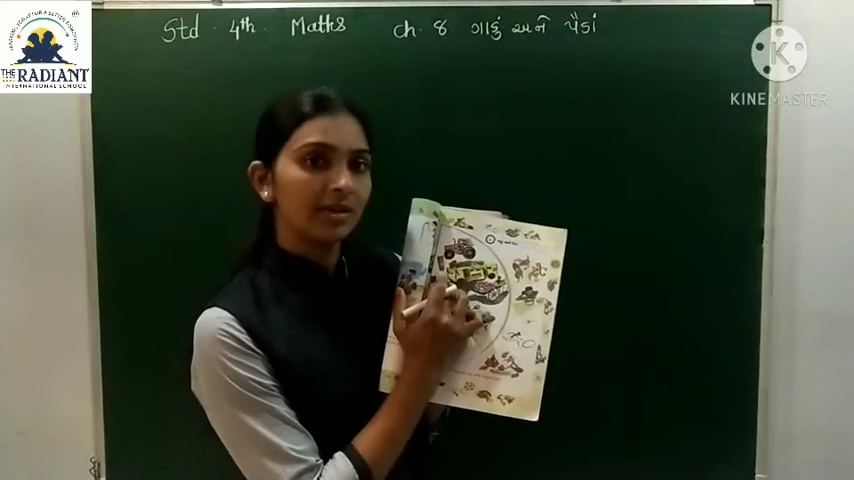 Std. 4th. Maths ch. 8 ગાડું અને પૈડાં
THE RADIANT
INTERNATIONAL SCHOOL
KINEMASTER